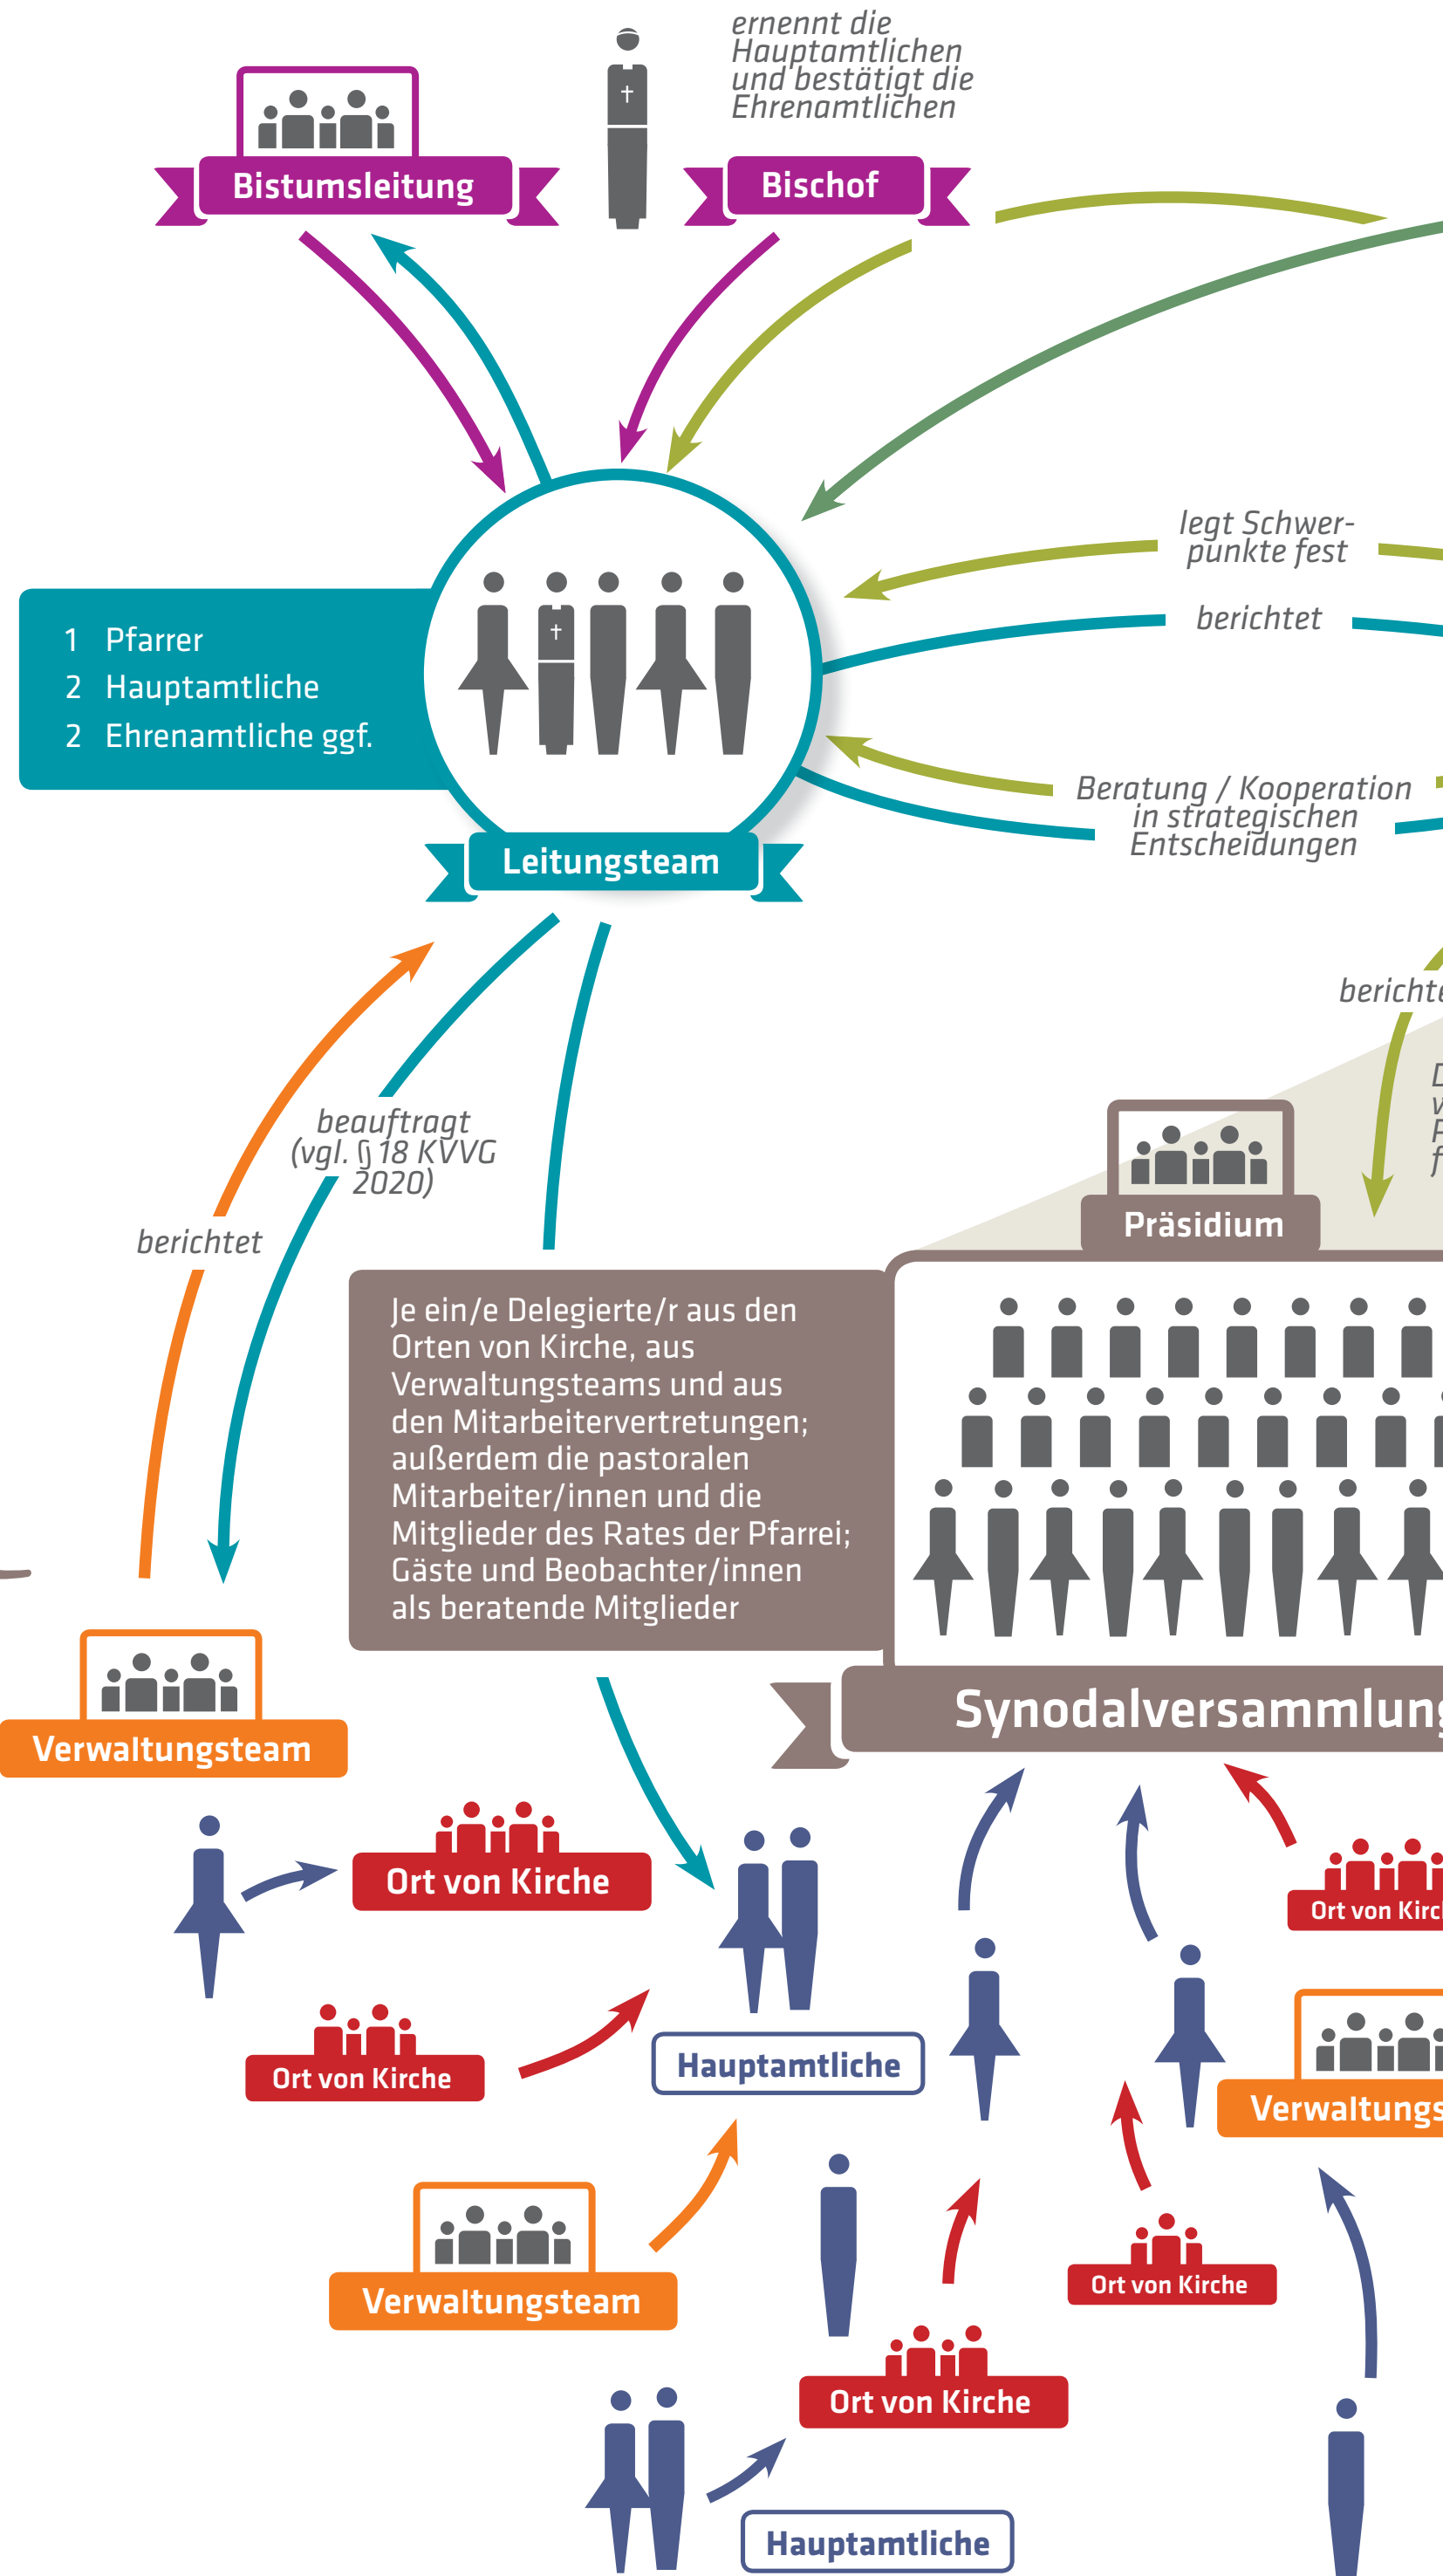 ernennt die
Hauptamtlichen
und bestätigt die
Ehrenamtlichen
Bistumsleitung
Bischof
legt Schwer-
punkte fest
berichtet
1 Pfarrer
2 Hauptamtliche
2 Ehrenamtliche ggf.
Beratung / Kooperation
in strategischen
Entscheidungen
Leitungsteam
beauftragt
(vgl. § 18 KVVG
2020)
berichtet
Präsidium
Je ein/e Delegierte/r aus den
Orten von Kirche, aus
Verwaltungsteams und aus
den Mitarbeitervertretungen;
außerdem die pastoralen
Mitarbeiter/innen und die
Mitglieder des Rates der Pfarrei;
Gäste und Beobachter/innen
als beratende Mitglieder
Synodalversammlung
Verwaltungsteam
Ort von Kirche
Ort von Kirche
Hauptamtliche
Ort von
Verwaltungsteam
Ort von Kirche
Ort von Kirche
Hauptamtliche